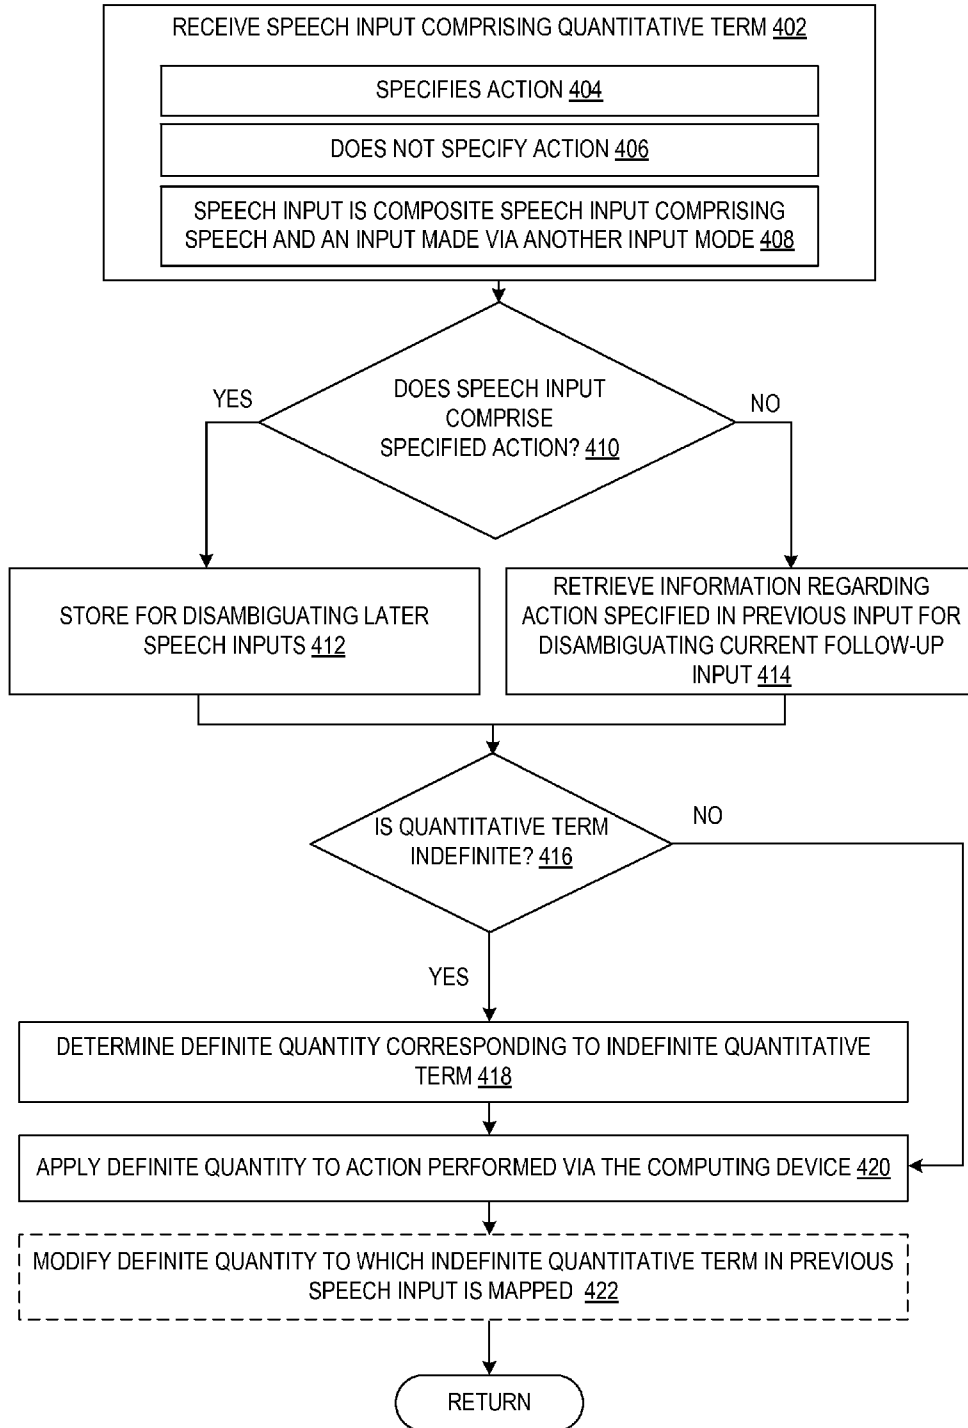 RECEIVE SPEECH INPUT COMPRISING QUANTITATIVE TERM 402
SPECIFIES ACTION 404
DOES NOT SPECIFY ACTION 406
SPEECH INPUT IS COMPOSITE SPEECH INPUT COMPRISING
SPEECH AND AN INPUT MADE VIA ANOTHER INPUT MODE 408
DOES SPEECH INPUT
COMPRISE
SPECIFIED ACTION? 410
YES
NO
STORE FOR DISAMBIGUATING LATER
SPEECH INPUTS 412
RETRIEVE INFORMATION REGARDING
ACTION SPECIFIED IN PREVIOUS INPUT FOR
DISAMBIGUATING CURRENT FOLLOW-UP
INPUT 414
IS QUANTITATIVE TERM
INDEFINITE? 416
NO
YES
DETERMINE DEFINITE QUANTITY CORRESPONDING TO INDEFINITE QUANTITATIVE
TERM 418
APPLY DEFINITE QUANTITY TO ACTION PERFORMED VIA THE COMPUTING DEVICE 420
MODIFY DEFINITE QUANTITY TO WHICH INDEFINITE QUANTITATIVE TERM IN PREVIOUS
SPEECH INPUT IS MAPPED 422
RETURN